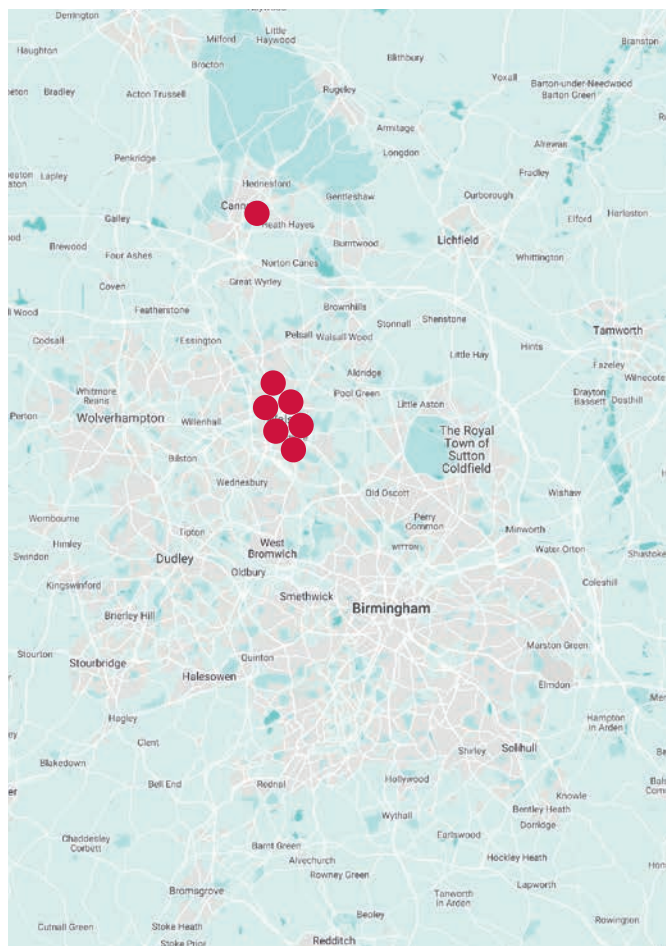 Derrington
Milford
Little
Haywood
Haughton
Brocton
Blithbury
Branston
Bradley
Acton Trussell
Rugeley
Yoxall
Barton-under-Needwood
Barton Green
Armitage
Alrewas
Penkridge
Longdon
Lapley
Fradley
Hednesford
Gentleshaw
Curborough
Gailey
Heath Hayes
Elford
Harlaston
Brewood
Four Ashes
Burntwood
Lichfield
Norton Canes
Whittington
Coven
Great Wyrley
Featherstone
Brownhills
Stonnall
Shenstone
Codsall
Essington
Pelsall
Walsall Wood
Tamworth
Little Hay
Hints
Aldridge
Fazeley
Wilnecote
Whitmore
Reans
Pool Green
Drayton
Bassett
Dosthill
Perton
Wolverhampton
Willenhall
Little Aston
The Royal
Town of
Sutton
Coldfield
Bilston
Wednesbury
Old Oscott
Wishaw
Wombourne
Perry
Common
Minworth
Himley
Tipton
West
Bromwich
WITTON
Water Orton
Swindon
Dudley
Oldbury
Kingswinford
Smethwick
Coleshill
Birmingham
Brierley Hill
Marston Green
Stourton
Stourbridge
Quinton
Halesowen
Elmdon
Hagley
Hampton
in Arden
Clent
Shirley
Solihull
Blakedown
Bell End
Rednal
Hollywood
Knowle
Wythall
Bentley Heath
Dorridge
Chaddesley
Corbett
Earlswood
Barnt Green
Alvechurch
Hockley Heath
Rowney Green
Lapworth
Bromsgrove
Tanworth
in Arden
Beoley
Cutnall Green
Stoke Heath
Rowington
Redditch
Stoke Prior